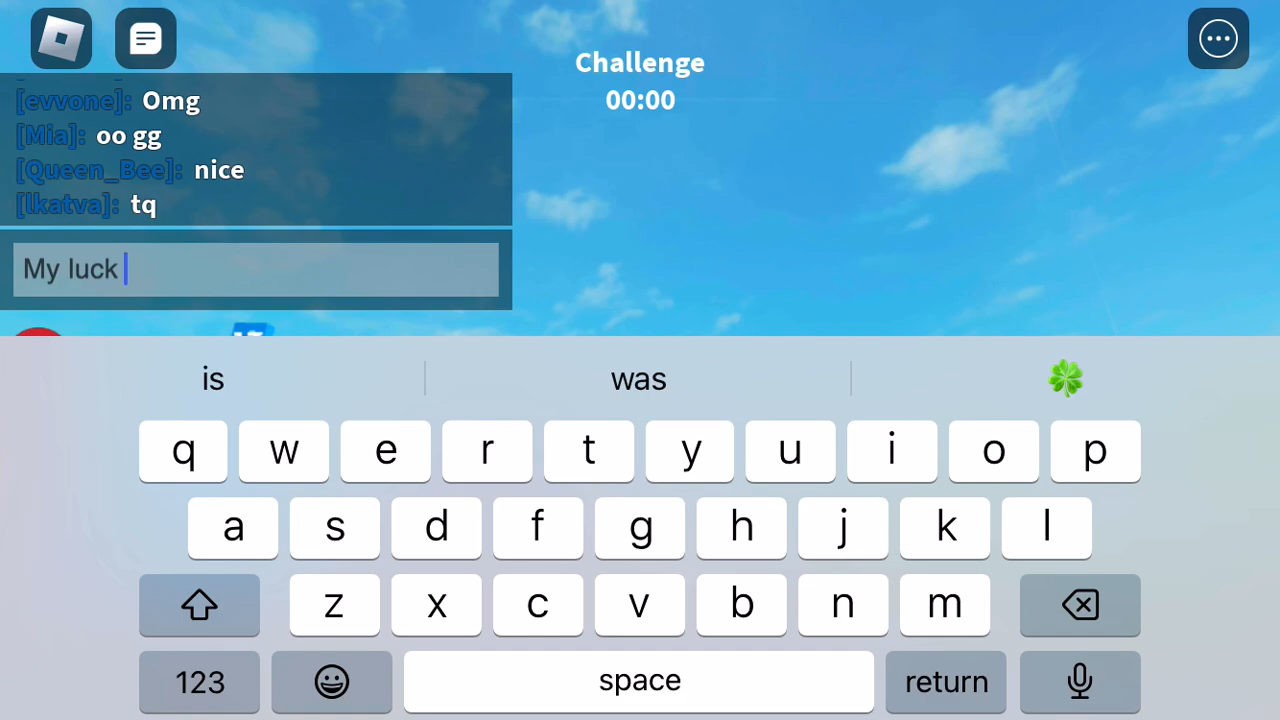 Challenge
00:00
[evvone]: Omg
[Mia]: oo gg
[Queen_Bee]: nice
[lkatva]: tq
My luck
is was
q w e r t y u i o p
a s d f g h j k l
z x c v b n m
123 space return